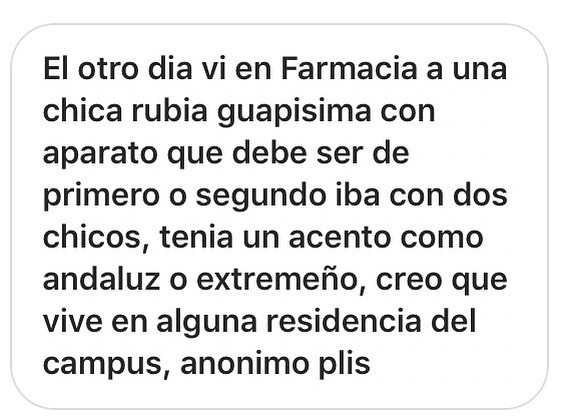 El otro dia vi en Farmacia a una
chica rubia guapisima con
aparato que debe ser de
primero o segundo iba con dos
chicos, tenia un acento como
andaluz o extremeño, creo que
vive en alguna residencia del
campus, anonimo plis